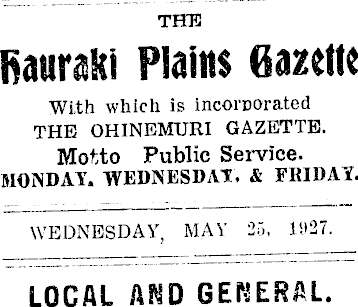 THE
Hauraki Plains Gazette
With which is incorporated
THE OHINEMURI GAZETTE.
Motto Public Service.
MONDAY. WEDNESDAY. & FRIDAY.
WEDNESDAY, MAY 25, 1927.
LOCAL AND GENERAL.